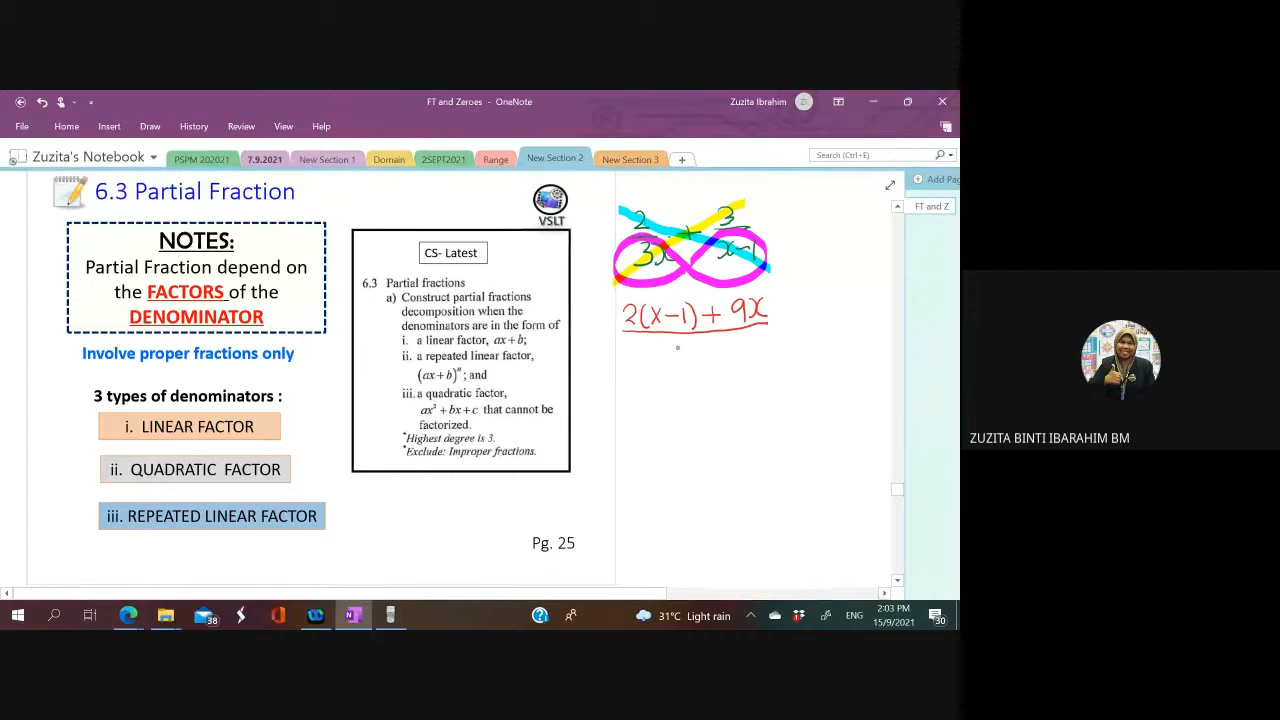 FT and Zeroes - OneNote
Zuzita Ibrahim
ZI
File Home Insert Draw History Review View Help
Zuzita's Notebook
PSPM 202021
7.9.2021
New Section 1
Domain
2SEPT2021
Range
New Section 2
New Section 3
+
Search (Ctrl+E)
Add Pag
FT and Z
6.3 Partial Fraction
VSLT
NOTES:
Partial Fraction depend on
the FACTORS of the
DENOMINATOR
Involve proper fractions only
3 types of denominators :
i. LINEAR FACTOR
ii. QUADRATIC FACTOR
iii. REPEATED LINEAR FACTOR
CS- Latest
6.3 Partial fractions
a) Construct partial fractions
decomposition when the
denominators are in the form of
i. a linear factor, ax + b;
ii. a repeated linear factor,
(ax + b)^n; and
iii. a quadratic factor,
ax² + bx + c that cannot be
factorized.
*Highest degree is 3.
*Exclude: Improper fractions.
Pg. 25
2 3
+
3x x-1
2(x-1) + 9x
ZUZITA BINTI IBARAHIM BM
38
31°C Light rain
ENG
2:03 PM
15/9/2021
30